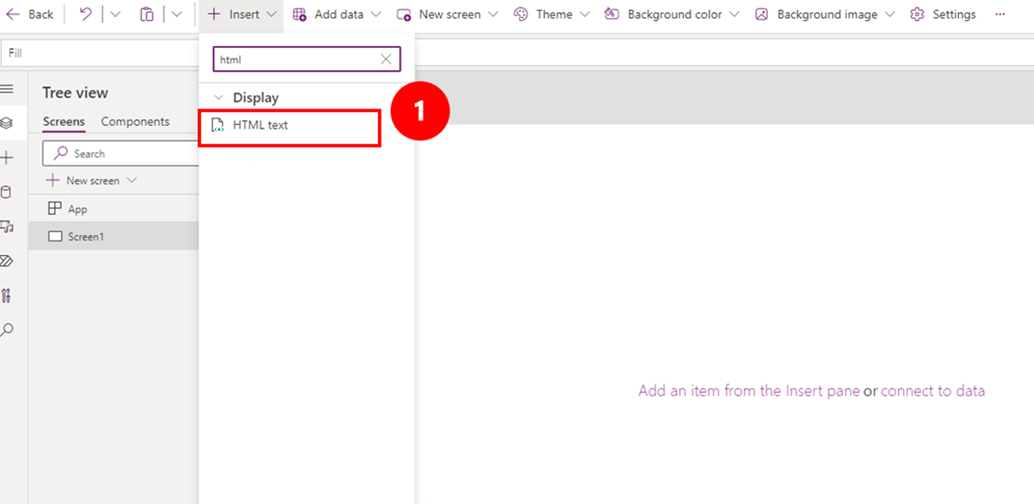 Back Insert Add data New screen Theme Background color Background image Settings ...
Fill
html
Tree view
Display
1
Screens Components
HTML text
Search
New screen
App
Screen1
Add an item from the Insert pane or connect to data